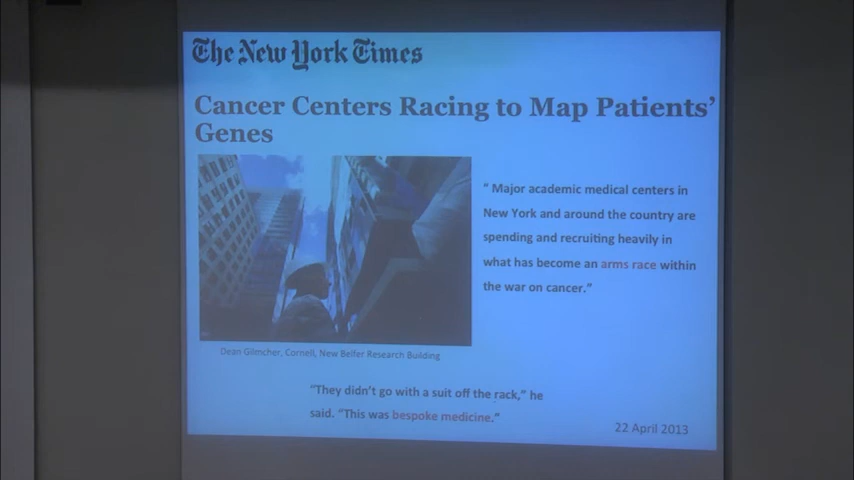 The New York Times
Cancer Centers Racing to Map Patients'
Genes
" Major academic medical centers in
New York and around the country are
spending and recruiting heavily in
what has become an arms race within
the war on cancer."
Dean Gilmcher, Cornell, New Belfer Research Building
"They didn't go with a suit off the rack," he
said. "This was bespoke medicine."
22 April 2013